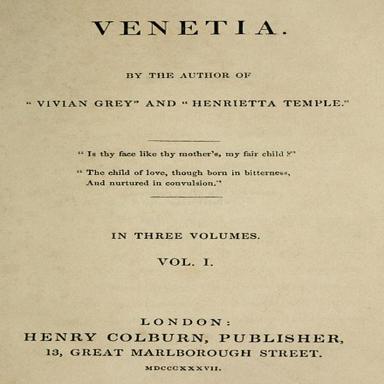 VENETIA.
BY THE AUTHOR OF
"VIVIAN GREY" AND "HENRIETTA TEMPLE."
"Is thy face like thy mother's, my fair child?"
"The child of love, though born in bitterness,
And nurtured in convulsion."
IN THREE VOLUMES.
VOL. I.
LONDON:
HENRY COLBURN, PUBLISHER,
13, GREAT MARLBOROUGH STREET.
MDCCCXXXVII.